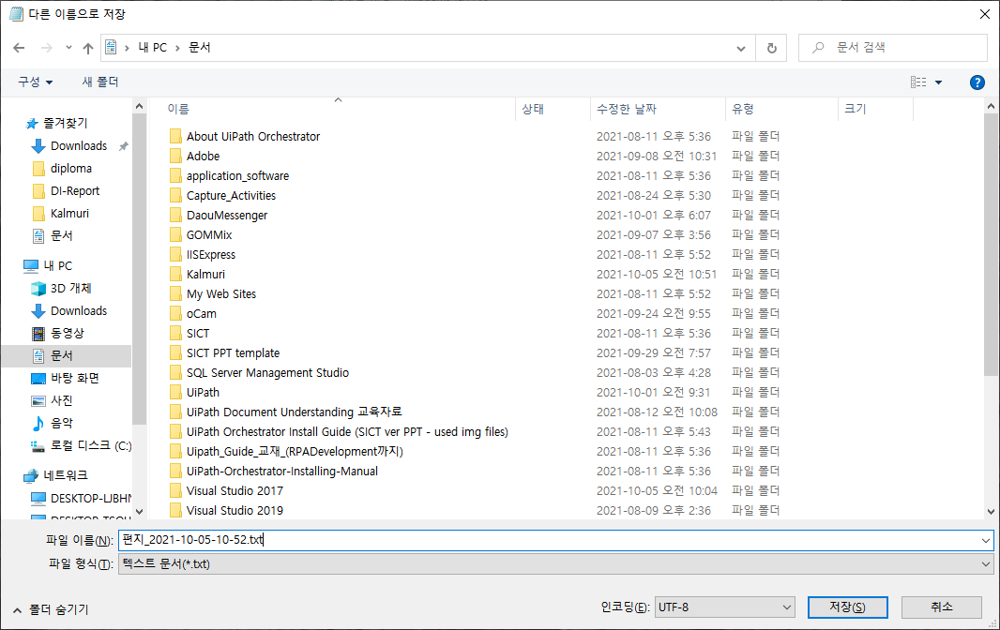 다른 이름으로 저장
내 PC 문서
문서 검색
구성 새 폴더
즐겨찾기
Downloads
diploma
DI-Report
Kalmuri
문서
내 PC
3D 개체
Downloads
동영상
문서
바탕 화면
사진
음악
로컬 디스크 (C:)
네트워크
DESKTOP-LJBHN
이름 상태 수정한 날짜 유형 크기
About UiPath Orchestrator 2021-08-11 오후 5:36 파일 폴더
Adobe 2021-09-08 오전 10:31 파일 폴더
application_software 2021-08-11 오후 5:36 파일 폴더
Capture_Activities 2021-08-24 오후 5:30 파일 폴더
DaouMessenger 2021-10-01 오후 6:07 파일 폴더
GOMMix 2021-09-07 오후 3:56 파일 폴더
IISExpress 2021-08-11 오후 5:52 파일 폴더
Kalmuri 2021-10-05 오전 10:51 파일 폴더
My Web Sites 2021-08-11 오후 5:52 파일 폴더
oCam 2021-09-24 오전 9:55 파일 폴더
SICT 2021-08-11 오후 5:36 파일 폴더
SICT PPT template 2021-09-29 오전 7:57 파일 폴더
SQL Server Management Studio 2021-08-03 오후 4:28 파일 폴더
UiPath 2021-10-01 오전 9:31 파일 폴더
UiPath Document Understanding 교육자료 2021-08-12 오전 10:08 파일 폴더
UiPath Orchestrator Install Guide (SICT ver PPT - used img files) 2021-08-11 오후 5:43 파일 폴더
Uipath_Guide_교재_(RPADevelopment까지) 2021-08-11 오후 5:36 파일 폴더
UiPath-Orchestrator-Installing-Manual 2021-08-11 오후 5:36 파일 폴더
Visual Studio 2017 2021-10-05 오전 10:04 파일 폴더
Visual Studio 2019 2021-08-09 오후 2:36 파일 폴더
파일 이름(N): 편지_2021-10-05-10-52.txt
파일 형식(T): 텍스트 문서(*.txt)
폴더 숨기기 인코딩(E): UTF-8 저장(S) 취소